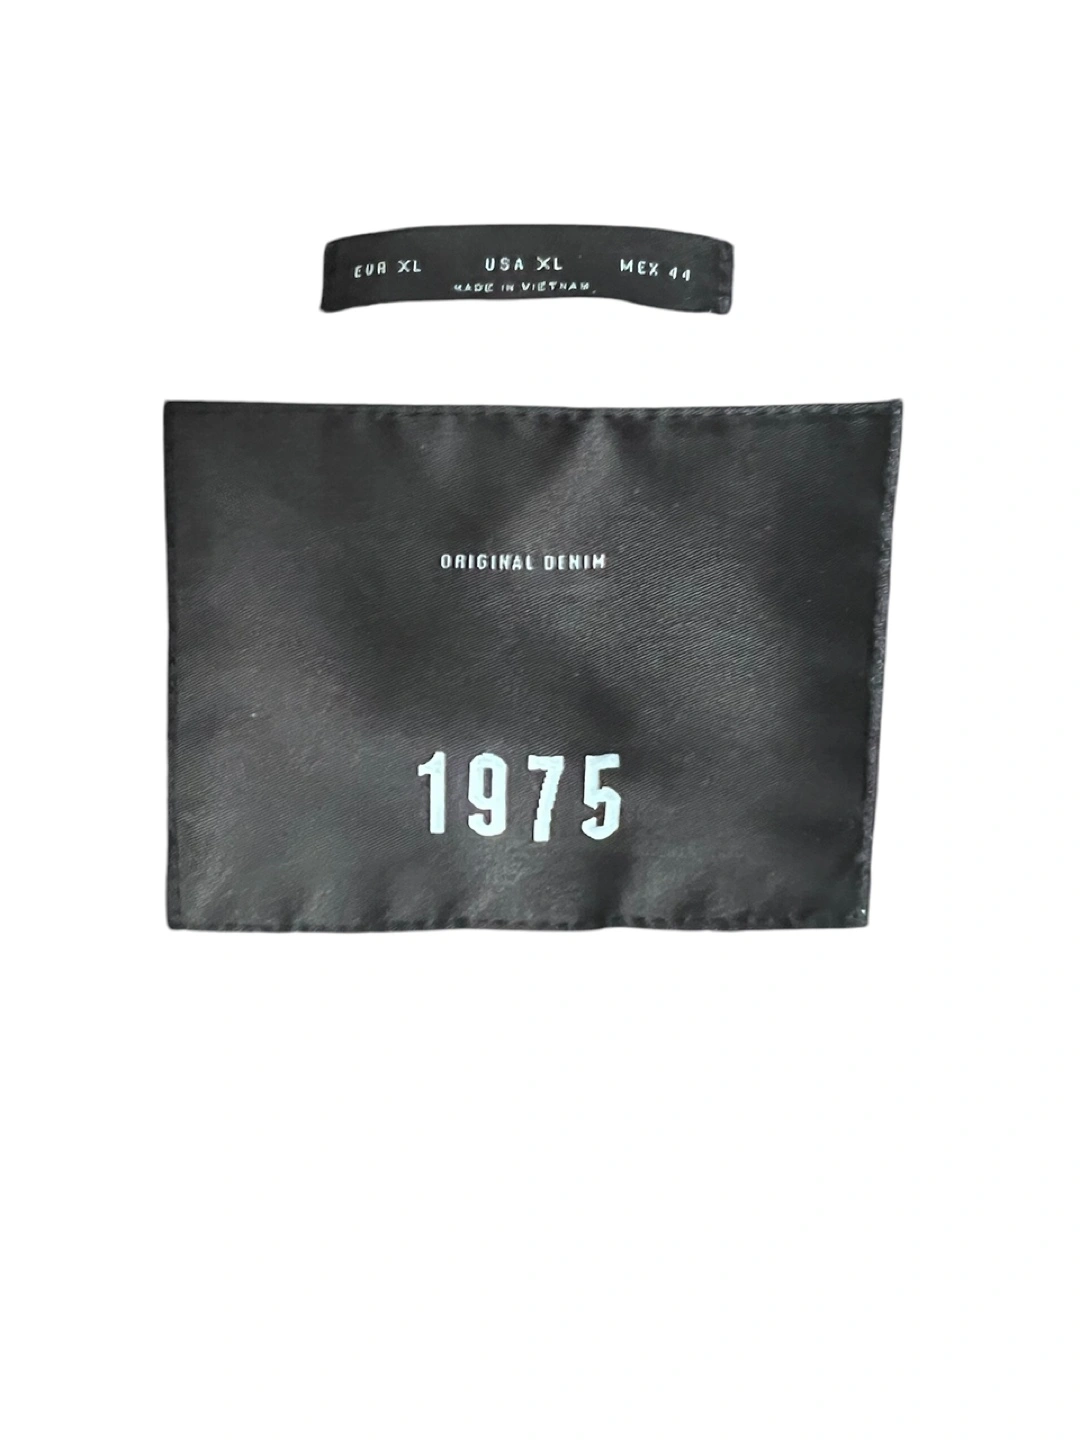 EUR XL USA XL MEX 44
MADE IN VIETNAM
ORIGINAL DENIM
1975